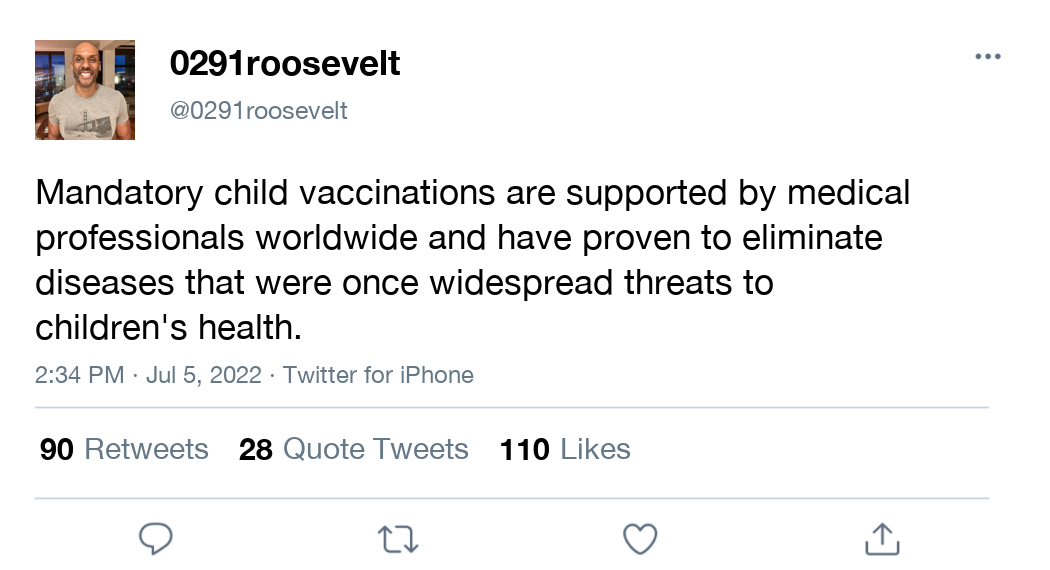 0291roosevelt
@0291roosevelt
Mandatory child vaccinations are supported by medical
professionals worldwide and have proven to eliminate
diseases that were once widespread threats to
children's health.
2:34 PM · Jul 5, 2022 · Twitter for iPhone
90 Retweets 28 Quote Tweets 110 Likes